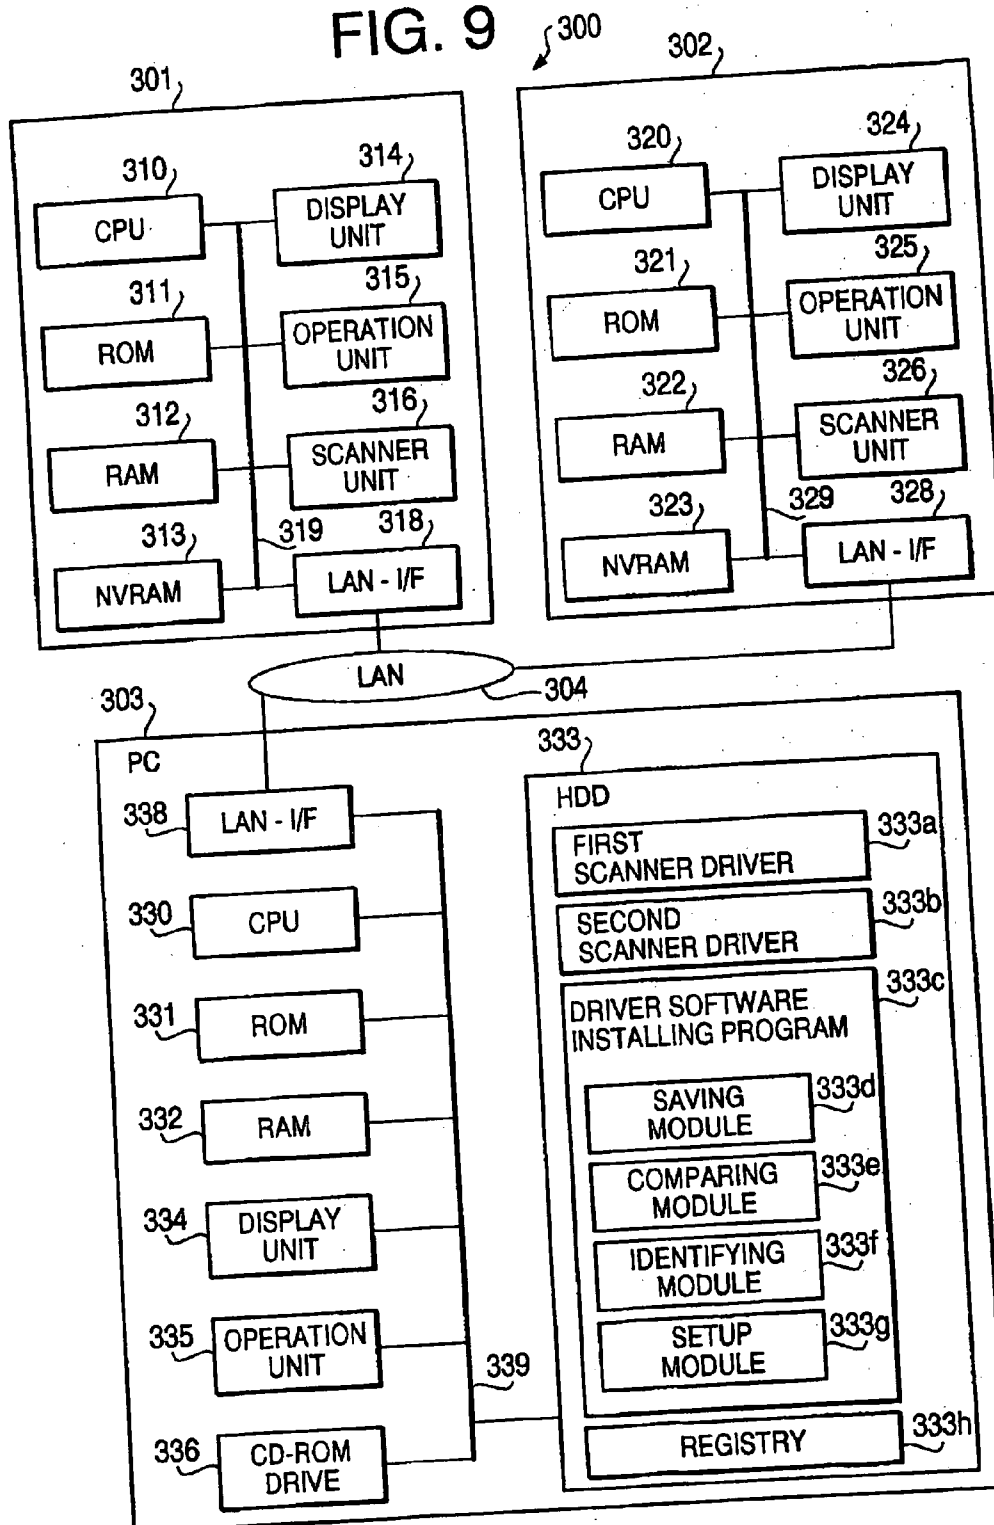 FIG. 9
300
301
310
CPU
311
ROM
312
RAM
313
NVRAM
314
DISPLAY
UNIT
315
OPERATION
UNIT
316
SCANNER
UNIT
319
318
LAN - I/F
302
320
CPU
321
ROM
322
RAM
323
NVRAM
324
DISPLAY
UNIT
325
OPERATION
UNIT
326
SCANNER
UNIT
329
328
LAN - I/F
LAN
304
303
PC
338
LAN - I/F
330
CPU
331
ROM
332
RAM
334
DISPLAY
UNIT
335
OPERATION
UNIT
336
CD-ROM
DRIVE
339
333
HDD
FIRST
SCANNER DRIVER
333a
SECOND
SCANNER DRIVER
333b
DRIVER SOFTWARE
INSTALLING PROGRAM
333c
SAVING
MODULE
333d
COMPARING
MODULE
333e
IDENTIFYING
MODULE
333f
SETUP
MODULE
333g
REGISTRY
333h